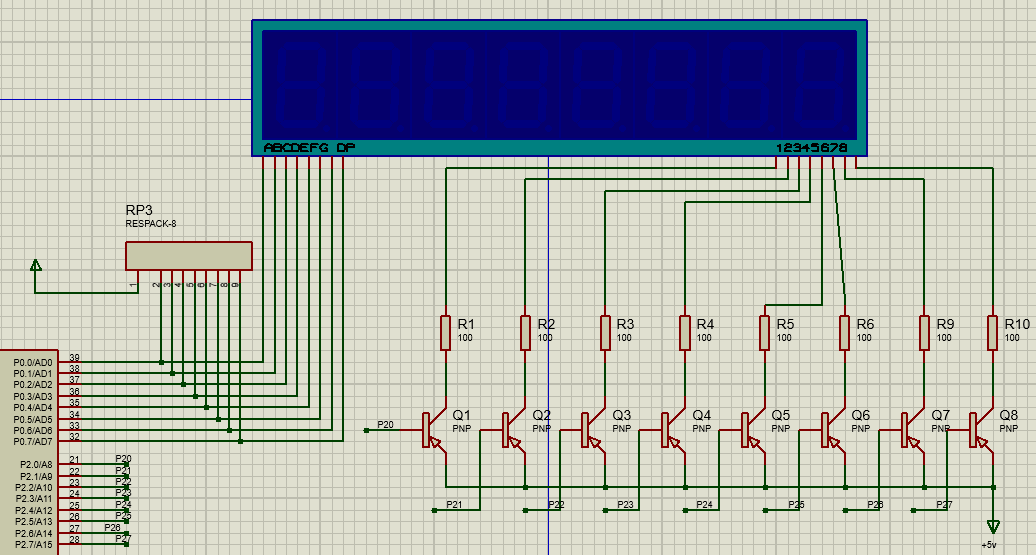 ABCDEFG DP
12345678
RP3
RESPACK-8
1
2
3
4
5
6
7
8
9
R1
100
R2
100
R3
100
R4
100
R5
100
R6
100
R9
100
R10
100
P0.0/AD0 39
P0.1/AD1 38
P0.2/AD2 37
P0.3/AD3 36
P0.4/AD4 35
P0.5/AD5 34
P0.6/AD6 33
P0.7/AD7 32
P20
Q1
PNP
Q2
PNP
Q3
PNP
Q4
PNP
Q5
PNP
Q6
PNP
Q7
PNP
Q8
PNP
P2.0/A8 21 P20
P2.1/A9 22 P21
P2.2/A10 23 P22
P2.3/A11 24 P23
P2.4/A12 25 P24
P2.5/A13 26 P25
P2.6/A14 27 P26
P2.7/A15 28 P27
P21
P22
P23
P24
P25
P26
P27
+5v